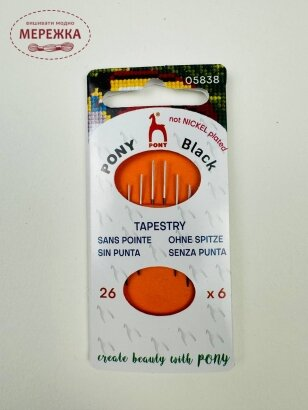 вишивати модно
МЕРЕЖКА
05838
not NICKEL plated
PONY
PONY
Black
TAPESTRY
SANS POINTE OHNE SPITZE
SIN PUNTA SENZA PUNTA
26 x 6
create beauty with PONY